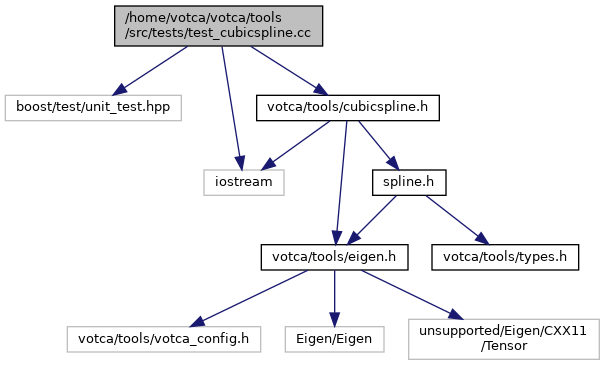 /home/votca/votca/tools
/src/tests/test_cubicspline.cc
boost/test/unit_test.hpp
votca/tools/cubicspline.h
iostream
spline.h
votca/tools/eigen.h
votca/tools/types.h
votca/tools/votca_config.h
Eigen/Eigen
unsupported/Eigen/CXX11
/Tensor